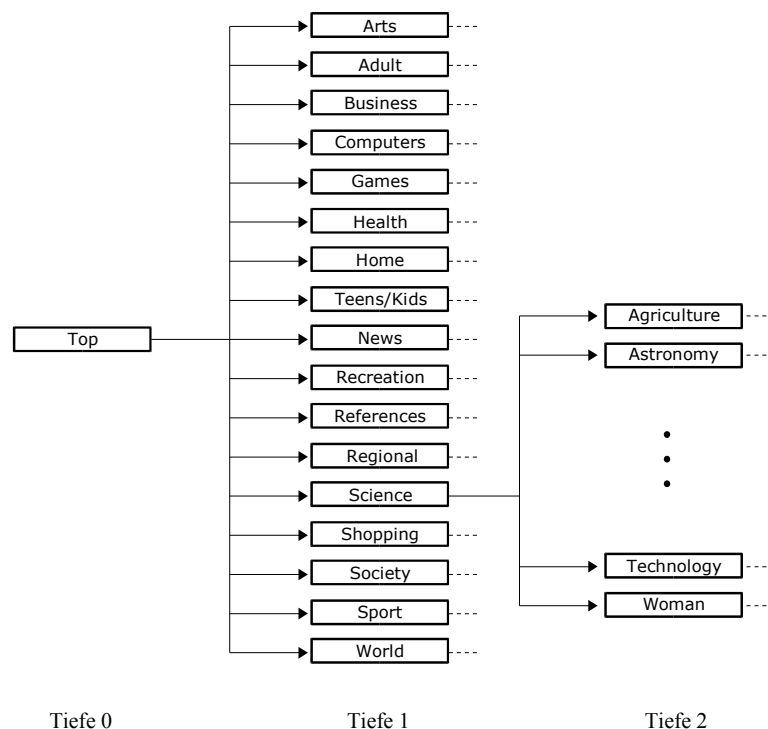 Top
Arts
Adult
Business
Computers
Games
Health
Home
Teens/Kids
News
Recreation
References
Regional
Science
Shopping
Society
Sport
World
Agriculture
Astronomy
Technology
Woman
Tiefe 0
Tiefe 1
Tiefe 2